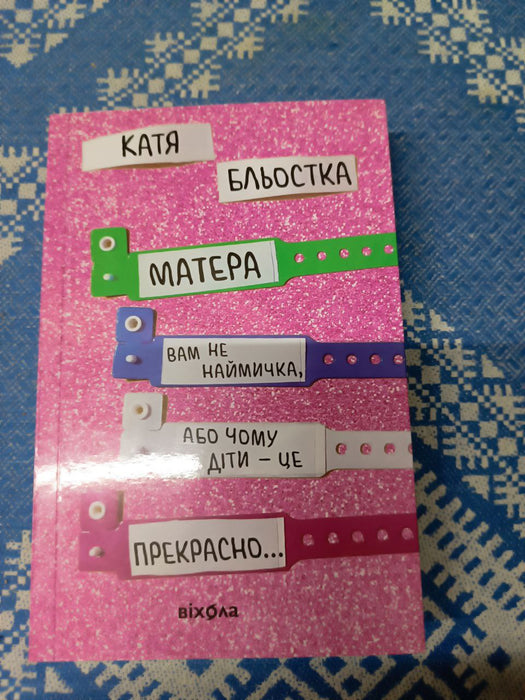 КАТЯ
БЛЬОСТКА
МАТЕРА
ВАМ НЕ
НАЙМИЧКА,
АБО ЧОМУ
ДІТИ – ЦЕ
ПРЕКРАСНО...
віхола